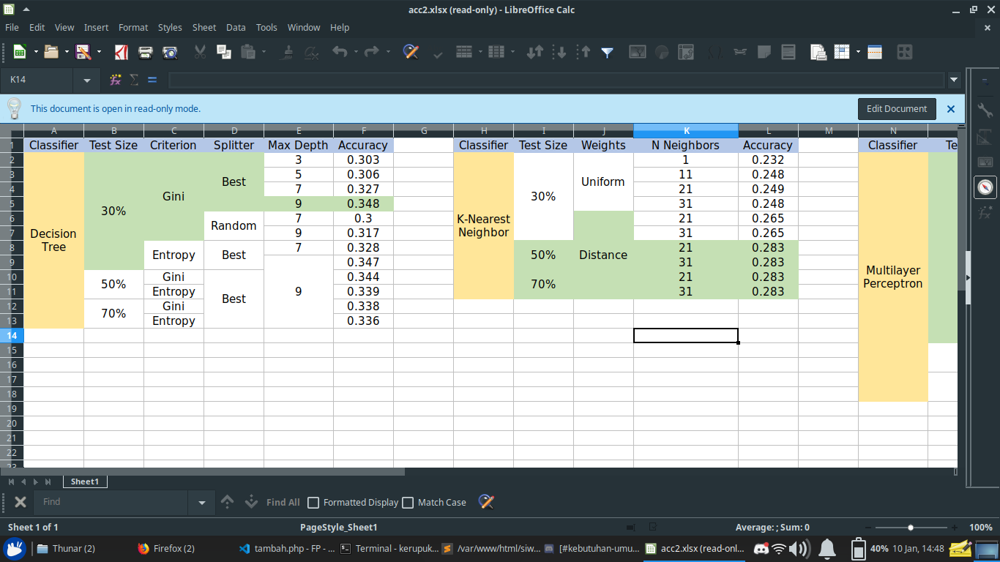 acc2.xlsx (read-only) - LibreOffice Calc
File Edit View Insert Format Styles Sheet Data Tools Window Help
K14
This document is open in read-only mode.
Edit Document
A B C D E F G H I J K L M N
1 Classifier Test Size Criterion Splitter Max Depth Accuracy Classifier Test Size Weights N Neighbors Accuracy Classifier Te
2 3 0.303 1 0.232
3 5 0.306 11 0.248
Best Uniform
4 7 0.327 21 0.249
Gini 30%
5 9 0.348 31 0.248
30%
6 7 0.3 21 0.265
Random K-Nearest
Neighbor
7 9 0.317 31 0.265
Decision
Tree
8 7 0.328 21 0.283
Entropy Best 50% Distance
9 0.347 31 0.283
Multilayer
Perceptron
10 Gini 0.344 21 0.283
50% 70%
11 Entropy 9 0.339 31 0.283
Best
12 Gini 0.338
70%
13 Entropy 0.336
14
15
16
17
18
19
20
21
22
23
Sheet1
Find Find All Formatted Display Match Case
Sheet 1 of 1 PageStyle_Sheet1 Average: ; Sum: 0 100%
Thunar (2) Firefox (2) tambah.php - FP - ... Terminal - kerupuk... /var/www/html/siw... [#kebutuhan-umu... acc2.xlsx (read-onl... 40% 10 Jan, 14:48